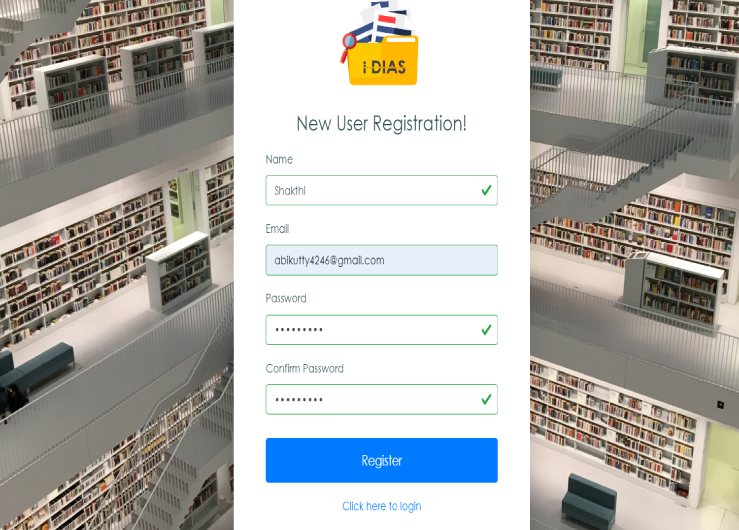 I DIAS
New User Registration!
Name
Shakthi
Email
abikutty4246@gmail.com
Password
•••••••••
Confirm Password
•••••••••
Register
Click here to login